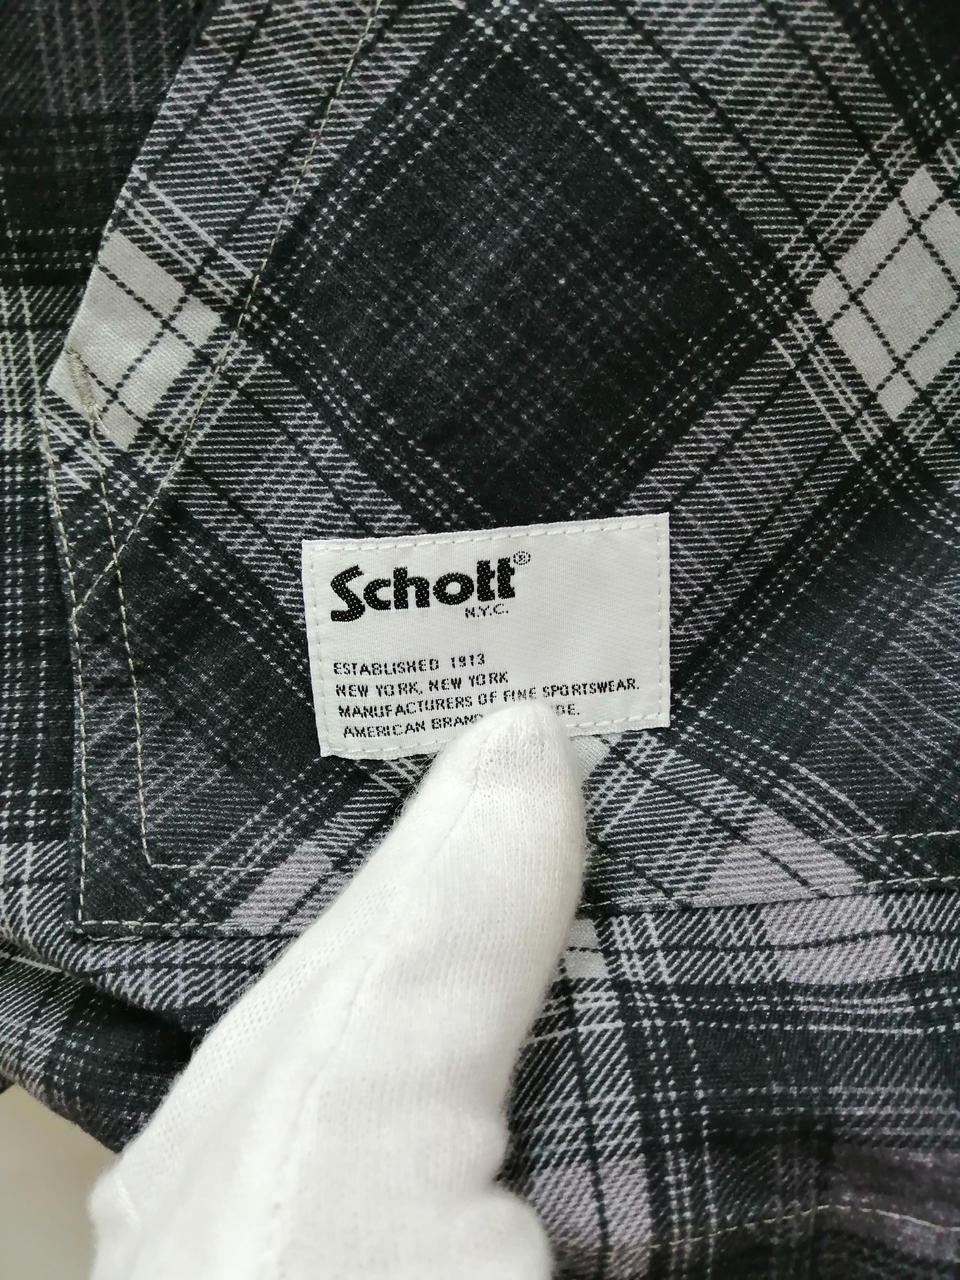 Schott®
N.Y.C.
ESTABLISHED 1913
NEW YORK, NEW YORK
MANUFACTURERS OF FINE SPORTSWEAR.
AMERICAN BRAND